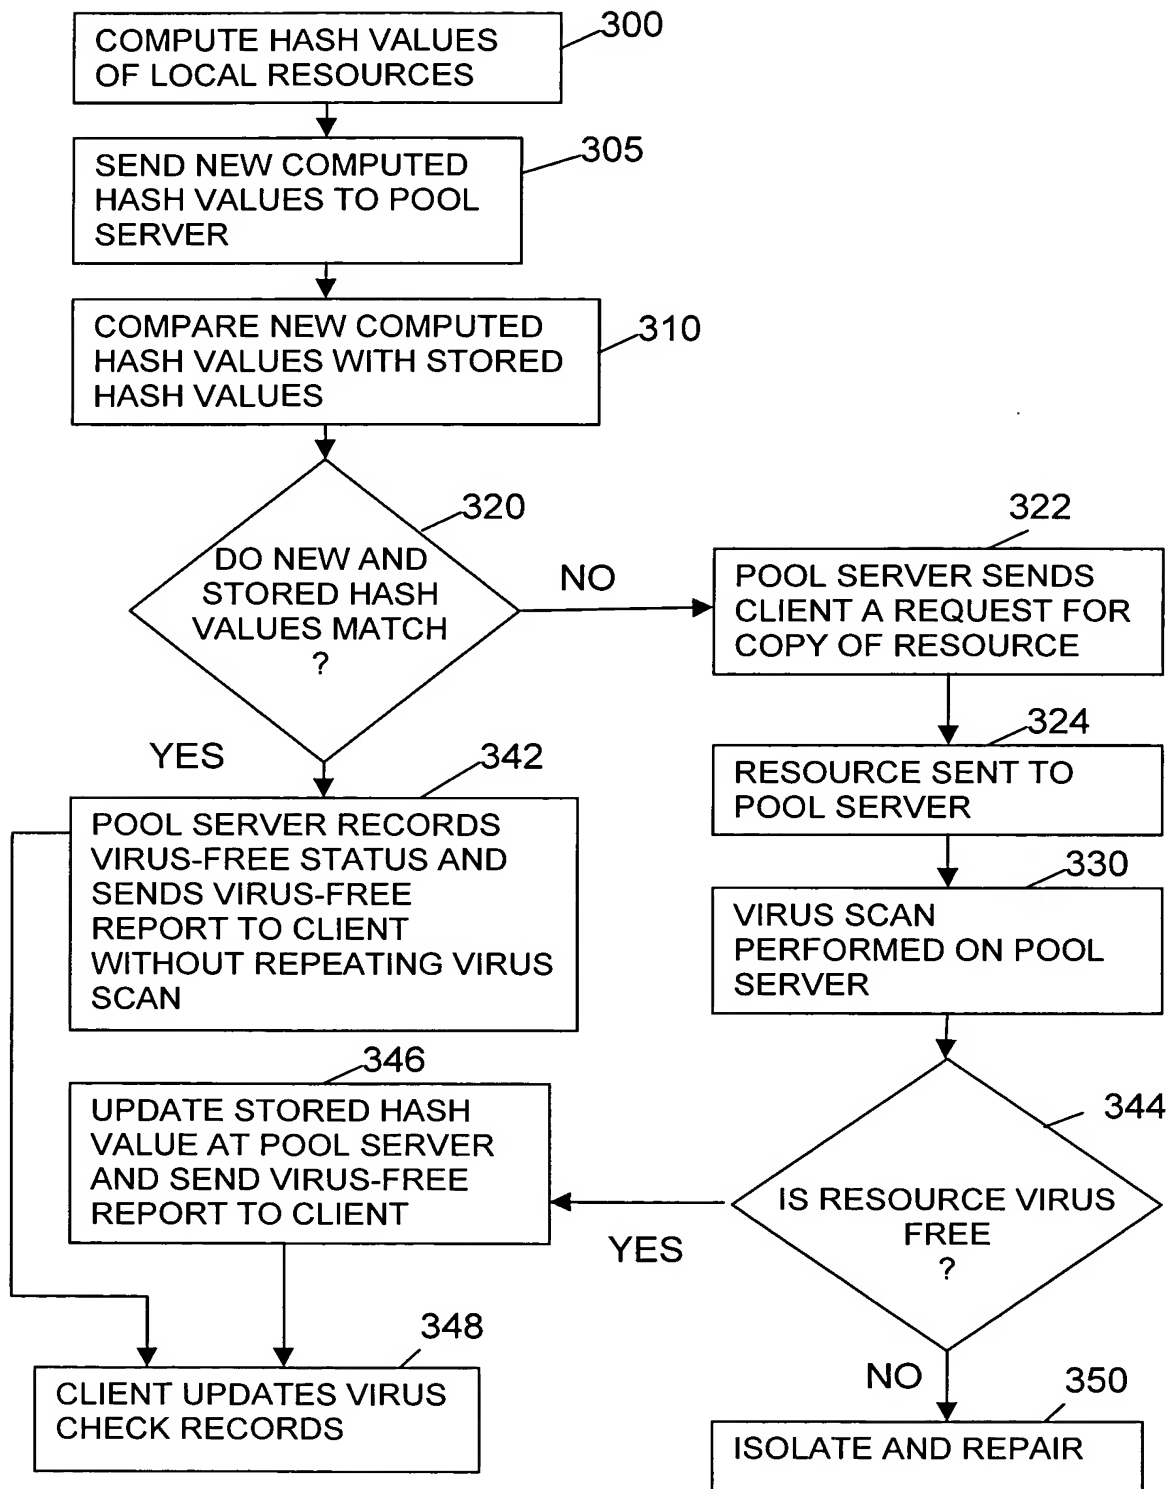 COMPUTE HASH VALUES
OF LOCAL RESOURCES
300
SEND NEW COMPUTED
HASH VALUES TO POOL
SERVER
305
COMPARE NEW COMPUTED
HASH VALUES WITH STORED
HASH VALUES
310
320
DO NEW AND
STORED HASH
VALUES MATCH
?
NO
YES
322
POOL SERVER SENDS
CLIENT A REQUEST FOR
COPY OF RESOURCE
324
RESOURCE SENT TO
POOL SERVER
342
POOL SERVER RECORDS
VIRUS-FREE STATUS AND
SENDS VIRUS-FREE
REPORT TO CLIENT
WITHOUT REPEATING VIRUS
SCAN
330
VIRUS SCAN
PERFORMED ON POOL
SERVER
344
IS RESOURCE VIRUS
FREE
?
YES
346
UPDATE STORED HASH
VALUE AT POOL SERVER
AND SEND VIRUS-FREE
REPORT TO CLIENT
348
CLIENT UPDATES VIRUS
CHECK RECORDS
NO
350
ISOLATE AND REPAIR